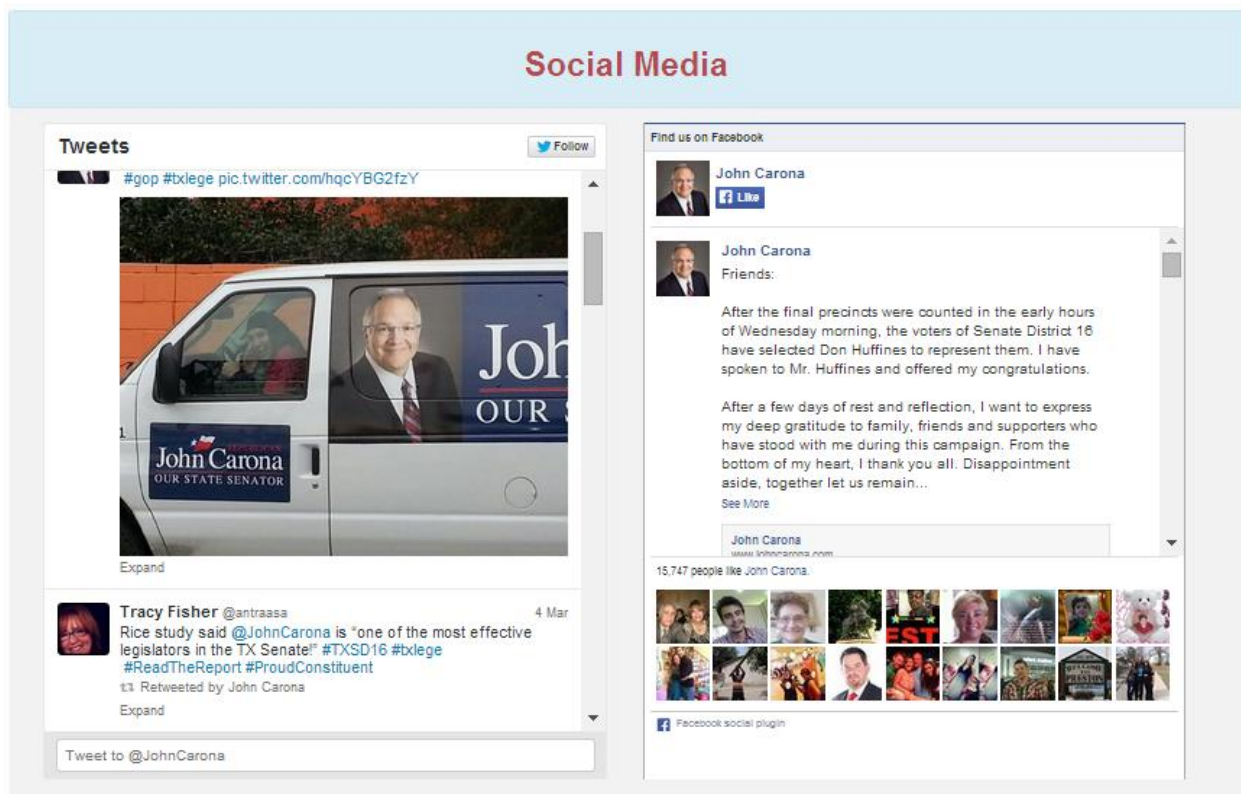 Social Media
Tweets
Follow
#gop #txlege pic.twitter.com/hqcYBG2fzY
Joh
OUR S
REPUBLICAN
John Carona
OUR STATE SENATOR
Expand
Tracy Fisher @antraasa
4 Mar
Rice study said @JohnCarona is "one of the most effective
legislators in the TX Senate!" #TXSD16 #txlege
#ReadTheReport #ProudConstituent
Retweeted by John Carona
Expand
Tweet to @JohnCarona
Find us on Facebook
John Carona
Like
John Carona
Friends:
After the final precincts were counted in the early hours
of Wednesday morning, the voters of Senate District 16
have selected Don Huffines to represent them. I have
spoken to Mr. Huffines and offered my congratulations.
After a few days of rest and reflection, I want to express
my deep gratitude to family, friends and supporters who
have stood with me during this campaign. From the
bottom of my heart, I thank you all. Disappointment
aside, together let us remain...
See More
John Carona
www.johncarona.com
15,747 people like John Carona.
EST
WELCOME
TO
PRESTON
Facebook social plugin